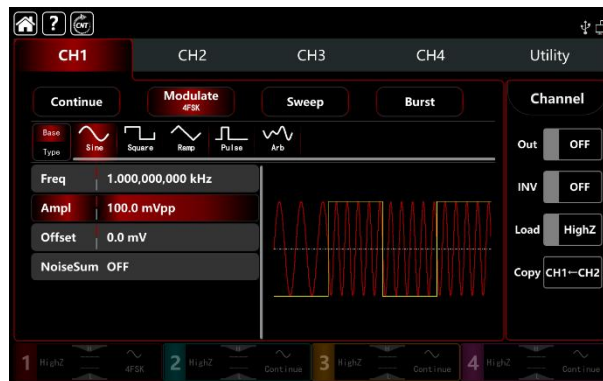 ? CNT
CH1 CH2 CH3 CH4 Utility
Continue Modulate Sweep Burst Channel
4FSK
Base
Type Sine Square Ramp Pulse Arb
Out OFF
Freq 1.000,000,000 kHz
INV OFF
Ampl 100.0 mVpp
Load HighZ
Offset 0.0 mV
NoiseSum OFF
Copy CH1←CH2
1 HighZ 4FSK 2 HighZ Continue 3 HighZ Continue 4 HighZ Continue